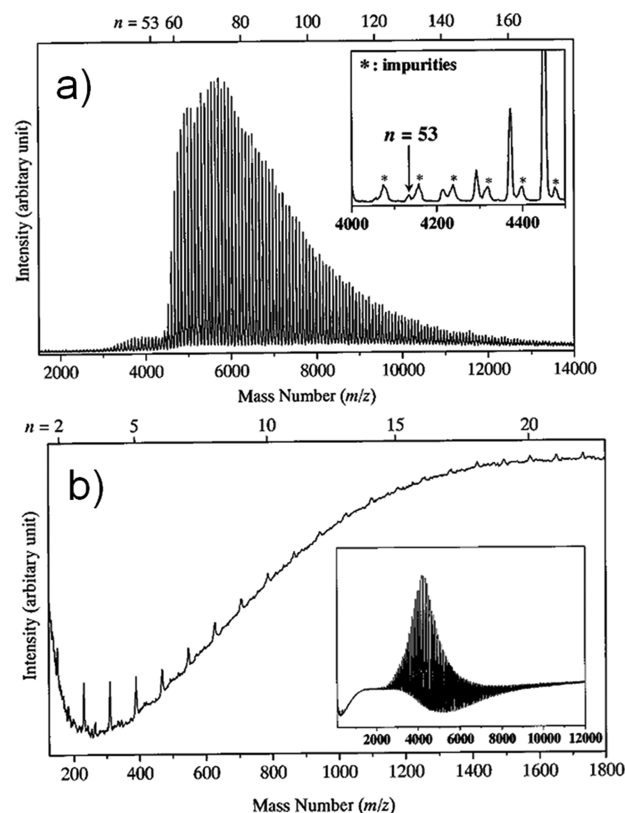 n = 53 60 80 100 120 140 160
a)
*: impurities
n = 53
* * * * * *
4000 4200 4400
Intensity (arbitary unit)
2000 4000 6000 8000 10000 12000 14000
Mass Number (m/z)
n = 2 5 10 15 20
b)
Intensity (arbitary unit)
2000 4000 6000 8000 10000 12000
200 400 600 800 1000 1200 1400 1600 1800
Mass Number (m/z)